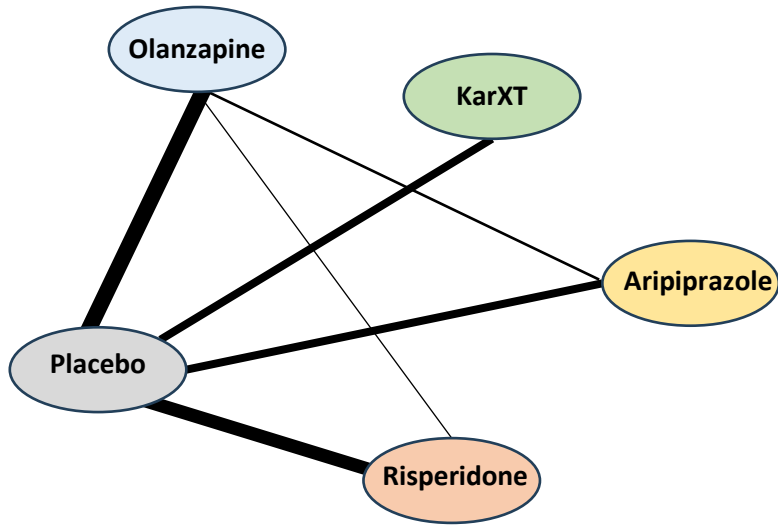 Olanzapine
KarXT
Aripiprazole
Placebo
Risperidone